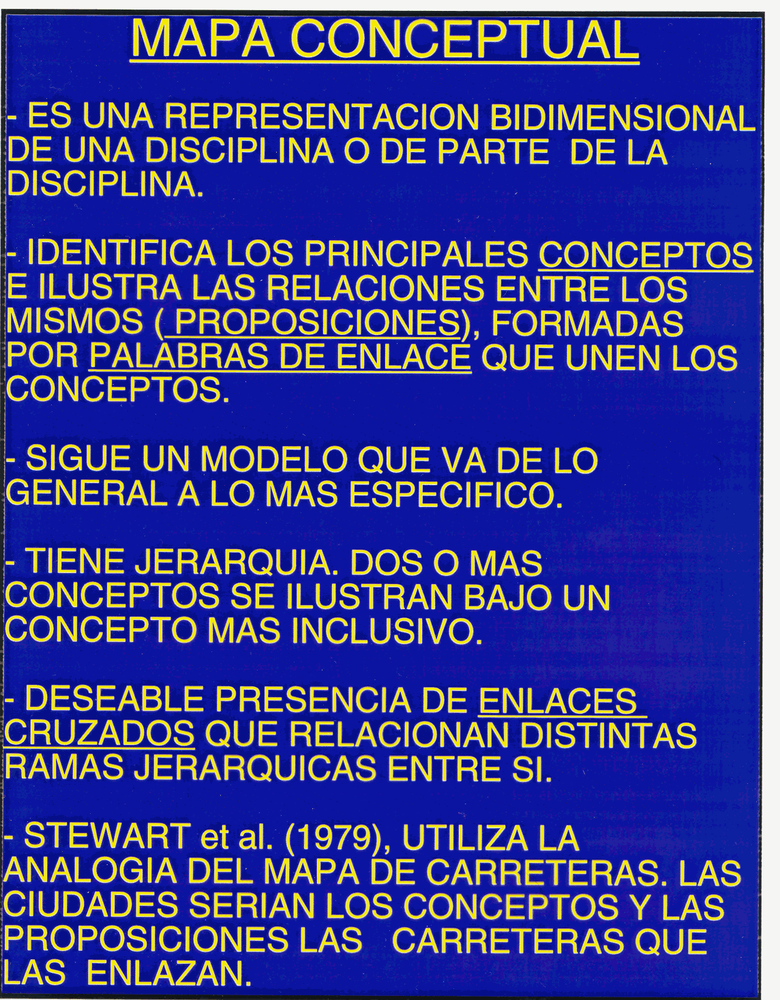 MAPA CONCEPTUAL
- ES UNA REPRESENTACION BIDIMENSIONAL
DE UNA DISCIPLINA O DE PARTE DE LA
DISCIPLINA.
- IDENTIFICA LOS PRINCIPALES CONCEPTOS
E ILUSTRA LAS RELACIONES ENTRE LOS
MISMOS ( PROPOSICIONES), FORMADAS
POR PALABRAS DE ENLACE QUE UNEN LOS
CONCEPTOS.
- SIGUE UN MODELO QUE VA DE LO
GENERAL A LO MAS ESPECIFICO.
- TIENE JERARQUIA. DOS O MAS
CONCEPTOS SE ILUSTRAN BAJO UN
CONCEPTO MAS INCLUSIVO.
- DESEABLE PRESENCIA DE ENLACES
CRUZADOS QUE RELACIONAN DISTINTAS
RAMAS JERARQUICAS ENTRE SI.
- STEWART et al. (1979), UTILIZA LA
ANALOGIA DEL MAPA DE CARRETERAS. LAS
CIUDADES SERIAN LOS CONCEPTOS Y LAS
PROPOSICIONES LAS CARRETERAS QUE
LAS ENLAZAN.